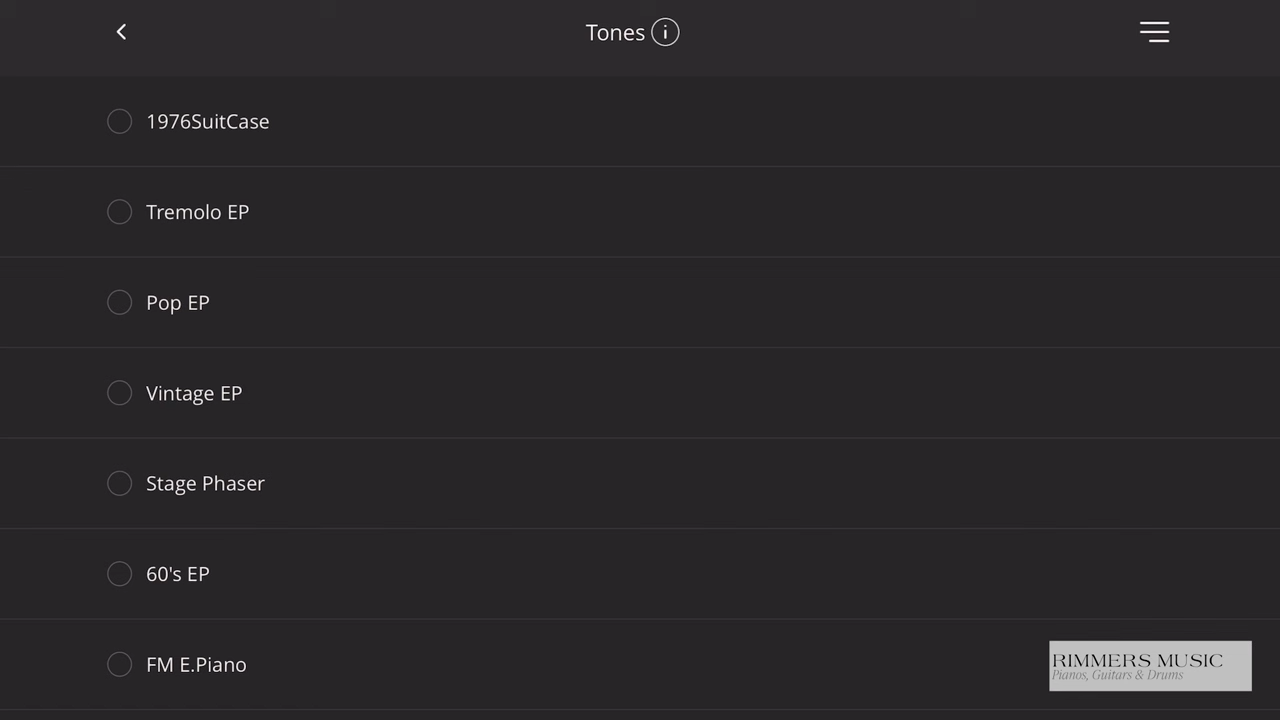 Tones i
1976SuitCase
Tremolo EP
Pop EP
Vintage EP
Stage Phaser
60's EP
FM E.Piano
RIMMERS MUSIC
Pianos, Guitars & Drums